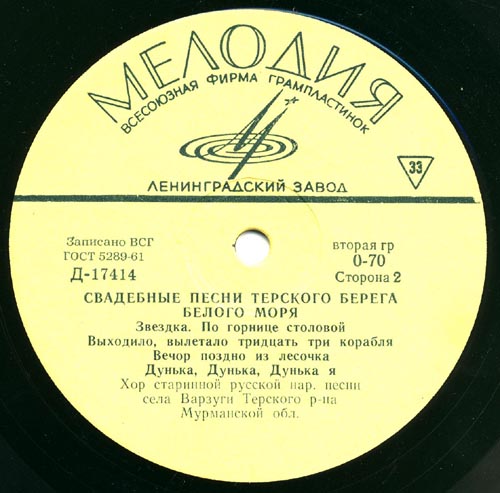 МЕЛОДИЯ
ВСЕСОЮЗНАЯ ФИРМА ГРАМПЛАСТИНОК
33
ЛЕНИНГРАДСКИЙ ЗАВОД
Записано ВСГ
ГОСТ 5289-61
Д-17414
вторая гр
0-70
Сторона 2
СВАДЕБНЫЕ ПЕСНИ ТЕРСКОГО БЕРЕГА
БЕЛОГО МОРЯ
Звездка. По горнице столовой
Выходило, вылетало тридцать три корабля
Вечор поздно из лесочка
Дунька, Дунька, Дунька я
Хор старинной русской нар. песни
села Варзуги Терского р-на
Мурманской обл.